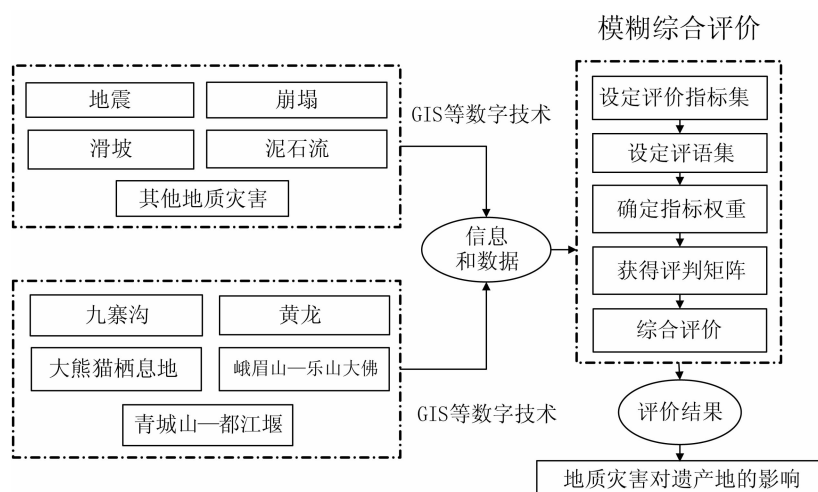 模糊综合评价
地震
崩塌
滑坡
泥石流
其他地质灾害
GIS等数字技术
九寨沟
黄龙
大熊猫栖息地
峨眉山—乐山大佛
青城山—都江堰
GIS等数字技术
信息
和数据
设定评价指标集
设定评语集
确定指标权重
获得评判矩阵
综合评价
评价结果
地质灾害对遗产地的影响